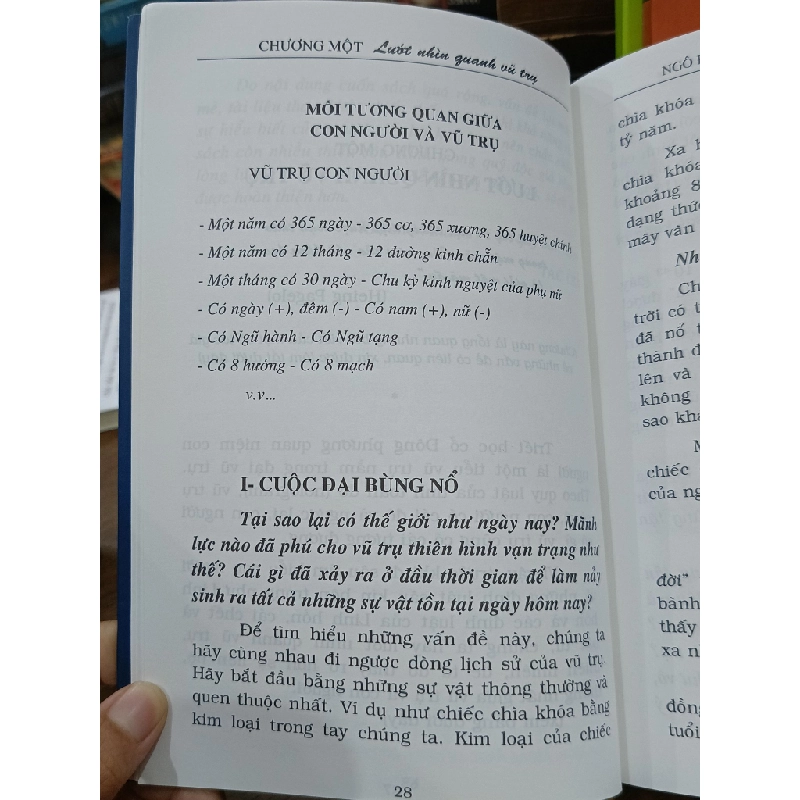 CHƯƠNG MỘT Lướt nhìn quanh vũ trụ
MỐI TƯƠNG QUAN GIỮA
CON NGƯỜI VÀ VŨ TRỤ
VŨ TRỤ CON NGƯỜI
- Một năm có 365 ngày - 365 cơ, 365 xương, 365 huyệt chính
- Một năm có 12 tháng - 12 đường kinh chẵn
- Một tháng có 30 ngày - Chu kỳ kinh nguyệt của phụ nữ
- Có ngày (+), đêm (-) - Có nam (+), nữ (-)
- Có Ngũ hành - Có Ngũ tạng
- Có 8 hướng - Có 8 mạch
v.v...
I- CUỘC ĐẠI BÙNG NỔ
Tại sao lại có thế giới như ngày nay? Mãnh
lực nào đã phú cho vũ trụ thiên hình vạn trạng như
thế? Cái gì đã xảy ra ở đầu thời gian để làm nảy
sinh ra tất cả những sự vật tồn tại ngày hôm nay?
Để tìm hiểu những vấn đề này, chúng ta
hãy cùng nhau đi ngược dòng lịch sử của vũ trụ.
Hãy bắt đầu bằng những sự vật thông thường và
quen thuộc nhất. Ví dụ như chiếc chìa khóa bằng
kim loại trong tay chúng ta. Kim loại của chiếc
28
NGÔ
chìa khóa
tỷ năm.
Xa
chìa khóa
khoảng 8
dạng thức
mây vân
Nh
Ch
trời có t
đã nổ t
thành đ
lên và
không
sao kh
M
chiếc
của ng
đời"
bành
thấy
xa n
đồng
tuổi